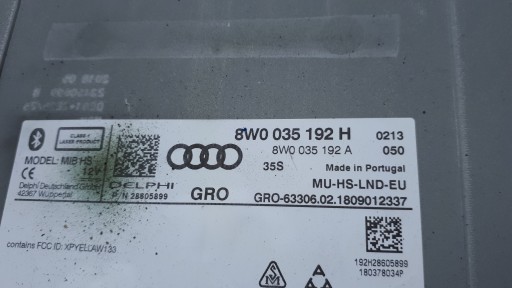 CLASS 1
LASER PRODUCT
8W0 035 192 H 0213
8W0 035 192 A 050
MODEL: MIB HS
12V
35S Made in Portugal
Delphi Deutschland GmbH
42367 Wuppertal
DELPHI
P/N 28605899
GRO
MU-HS-LND-EU
GRO-63306.02.1809012337
contains FCC ID: XPYELLAW133
192H28605899
180378034P